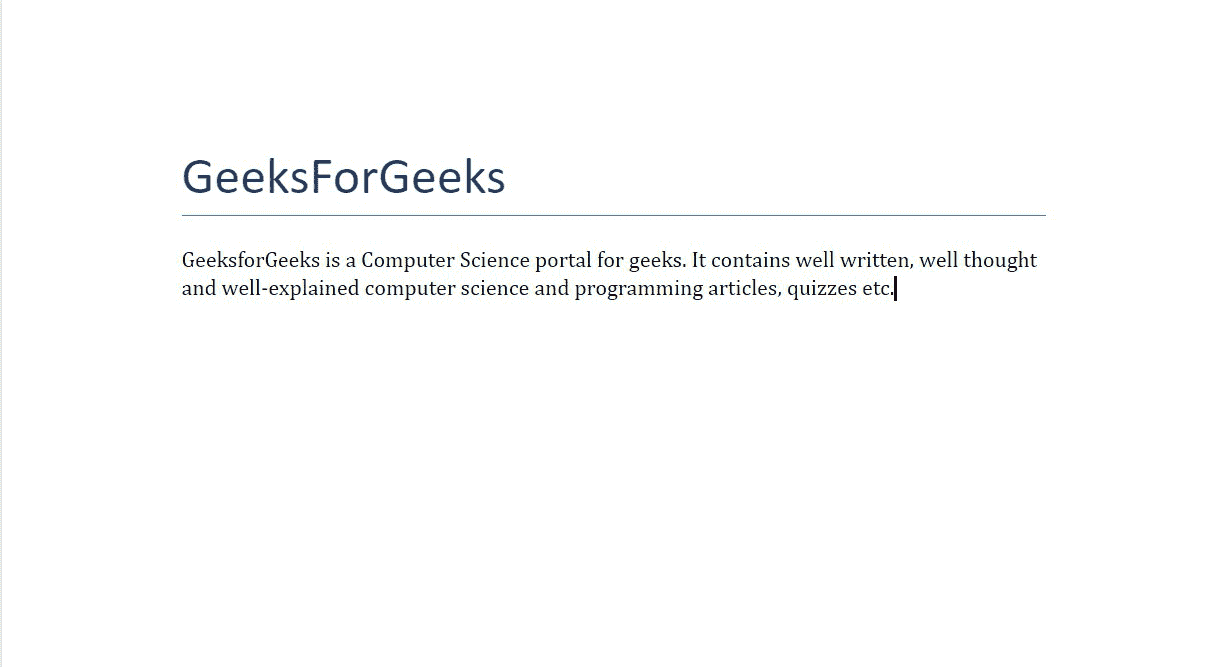 GeeksForGeeks
GeeksforGeeks is a Computer Science portal for geeks. It contains well written, well thought
and well-explained computer science and programming articles, quizzes etc.